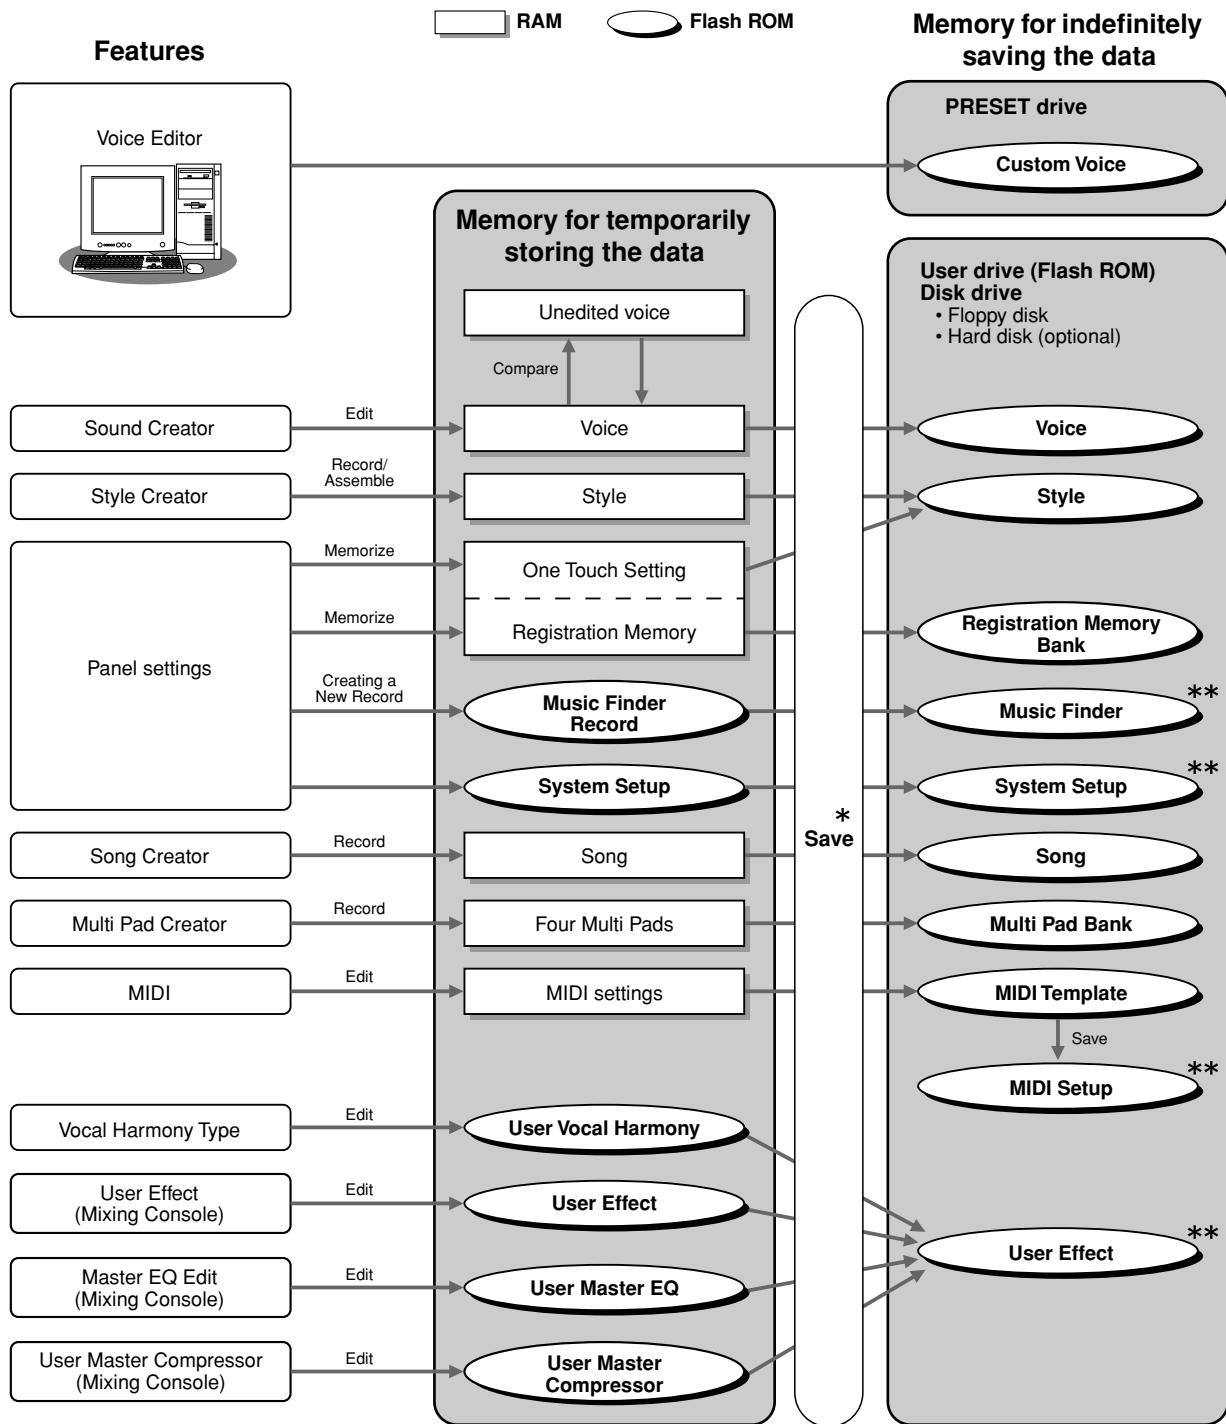 RAM
Flash ROM
Features
Memory for indefinitely
saving the data
PRESET drive
Voice Editor
Custom Voice
Memory for temporarily
storing the data
User drive (Flash ROM)
Disk drive
• Floppy disk
• Hard disk (optional)
Unedited voice
Compare
Sound Creator
Edit
Voice
Voice
Style Creator
Record/
Assemble
Style
Style
Panel settings
Memorize
One Touch Setting
Memorize
Registration Memory
Registration Memory
Bank
Creating a
New Record
Music Finder
Record
Music Finder
**
System Setup
System Setup
**
*
Save
Song Creator
Record
Song
Song
Multi Pad Creator
Record
Four Multi Pads
Multi Pad Bank
MIDI
Edit
MIDI settings
MIDI Template
Save
MIDI Setup
**
Vocal Harmony Type
Edit
User Vocal Harmony
User Effect
(Mixing Console)
Edit
User Effect
User Effect
**
Master EQ Edit
(Mixing Console)
Edit
User Master EQ
User Master Compressor
(Mixing Console)
Edit
User Master
Compressor